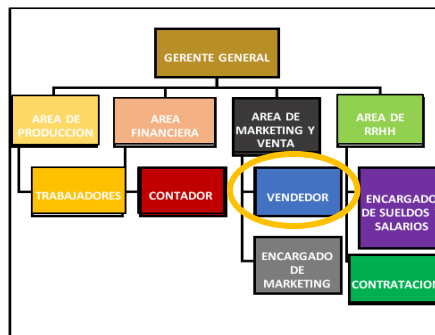 GERENTE GENERAL
AREA DE
PRODUCCION
AREA
FINANCIERA
AREA DE
MARKETING Y
VENTA
AREA DE
RRHH
TRABAJADORES
CONTADOR
VENDEDOR
ENCARGADO
DE SUELDOS
SALARIOS
ENCARGADO
DE
MARKETING
CONTRATACION